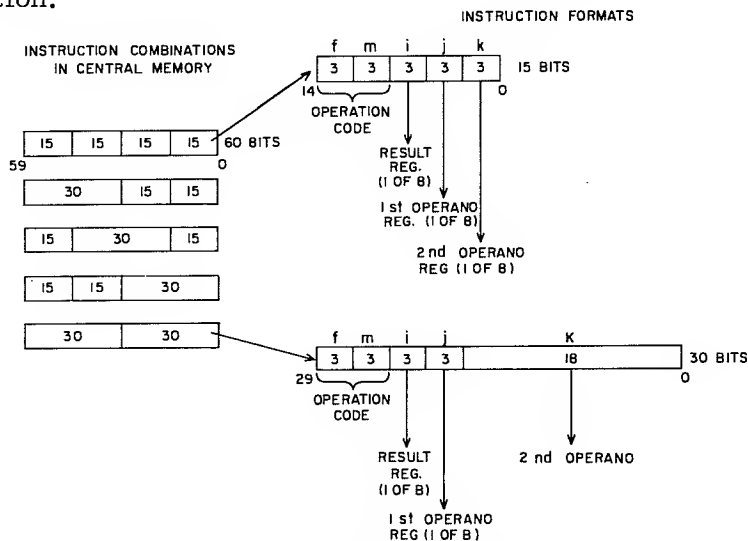 tion.
INSTRUCTION FORMATS
INSTRUCTION COMBINATIONS
IN CENTRAL MEMORY
f m i j k
3 3 3 3 3 15 BITS
14 0
OPERATION
CODE
RESULT
REG.
(1 OF 8)
1 st OPERANO
REG. (1 OF 8)
2 nd OPERANO
REG (1 OF 8)
15 15 15 15 60 BITS
59 0
30 15 15
15 30 15
15 15 30
30 30
f m i j K
3 3 3 3 18 30 BITS
29 0
OPERATION
CODE
RESULT
REG.
(1 OF 8)
2 nd OPERANO
1 st OPERANO
REG (1 OF 8)